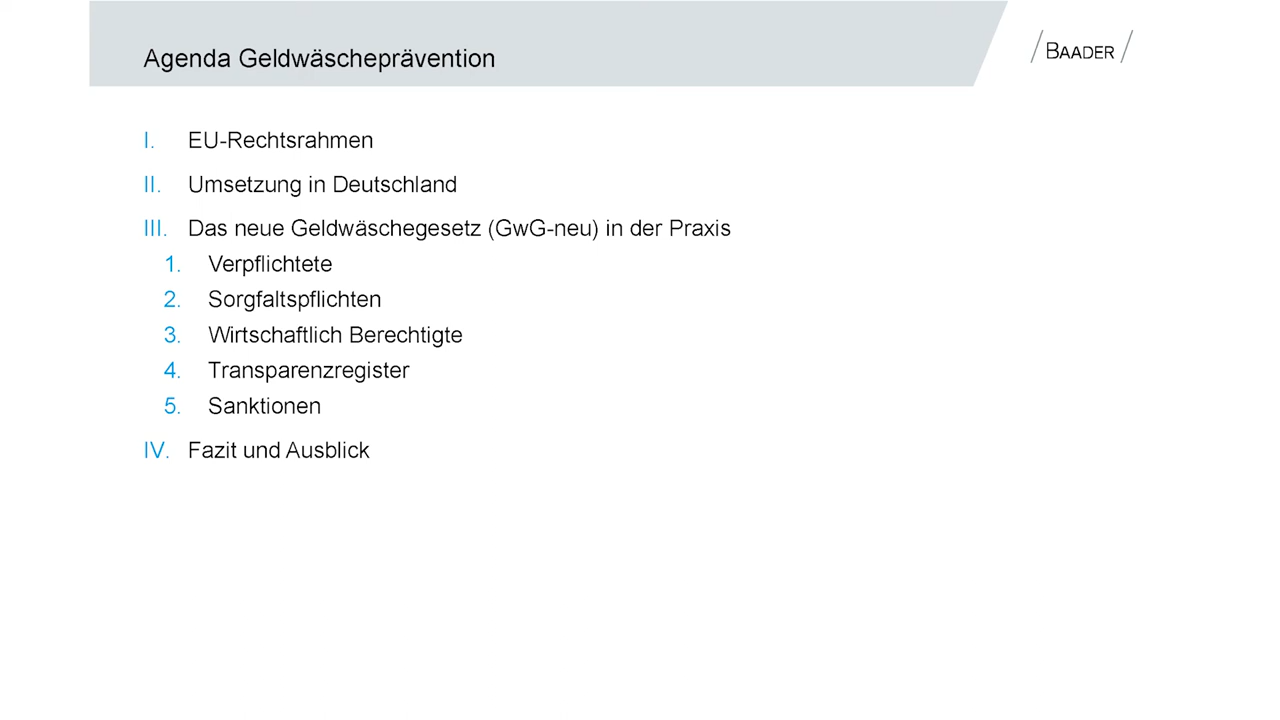 Agenda Geldwäscheprävention
/ BAADER /
I. EU-Rechtsrahmen
II. Umsetzung in Deutschland
III. Das neue Geldwäschegesetz (GwG-neu) in der Praxis
1. Verpflichtete
2. Sorgfaltspflichten
3. Wirtschaftlich Berechtigte
4. Transparenzregister
5. Sanktionen
IV. Fazit und Ausblick